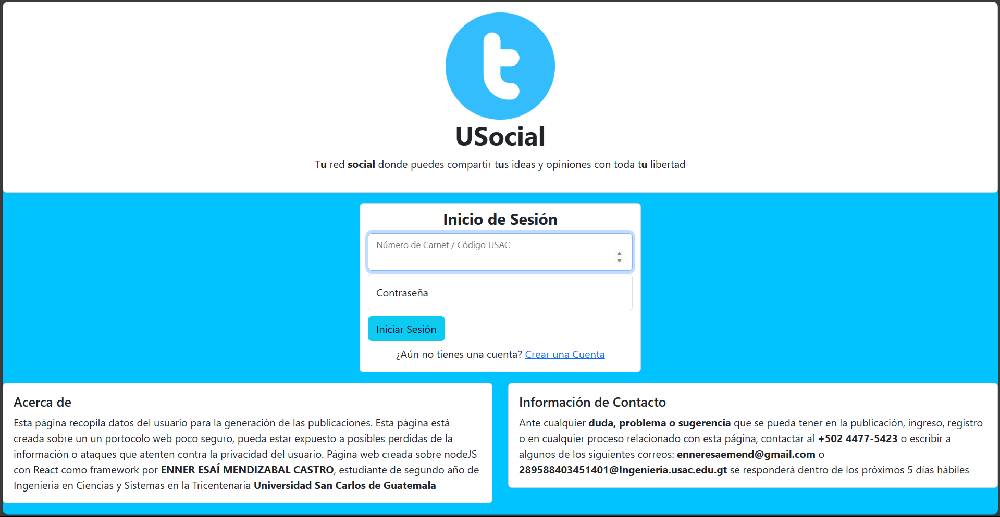 t
USocial
Tu red social donde puedes compartir tus ideas y opiniones con toda tu libertad
Inicio de Sesión
Número de Carnet / Código USAC
Contraseña
Iniciar Sesión
¿Aún no tienes una cuenta? Crear una Cuenta
Acerca de
Esta página recopila datos del usuario para la generación de las publicaciones. Esta página está
creada sobre un un portocolo web poco seguro, pueda estar expuesto a posibles perdidas de la
información o ataques que atenten contra la privacidad del usuario. Página web creada sobre nodeJS
con React como framework por ENNER ESAÍ MENDIZABAL CASTRO, estudiante de segundo año de
Ingenieria en Ciencias y Sistemas en la Tricentenaria Universidad San Carlos de Guatemala
Información de Contacto
Ante cualquier duda, problema o sugerencia que se pueda tener en la publicación, ingreso, registro
o en cualquier proceso relacionado con esta página, contactar al +502 4477-5423 o escribir a
algunos de los siguientes correos: enneresaemend@gmail.com o
289588403451401@Ingenieria.usac.edu.gt se responderá dentro de los próximos 5 días hábiles